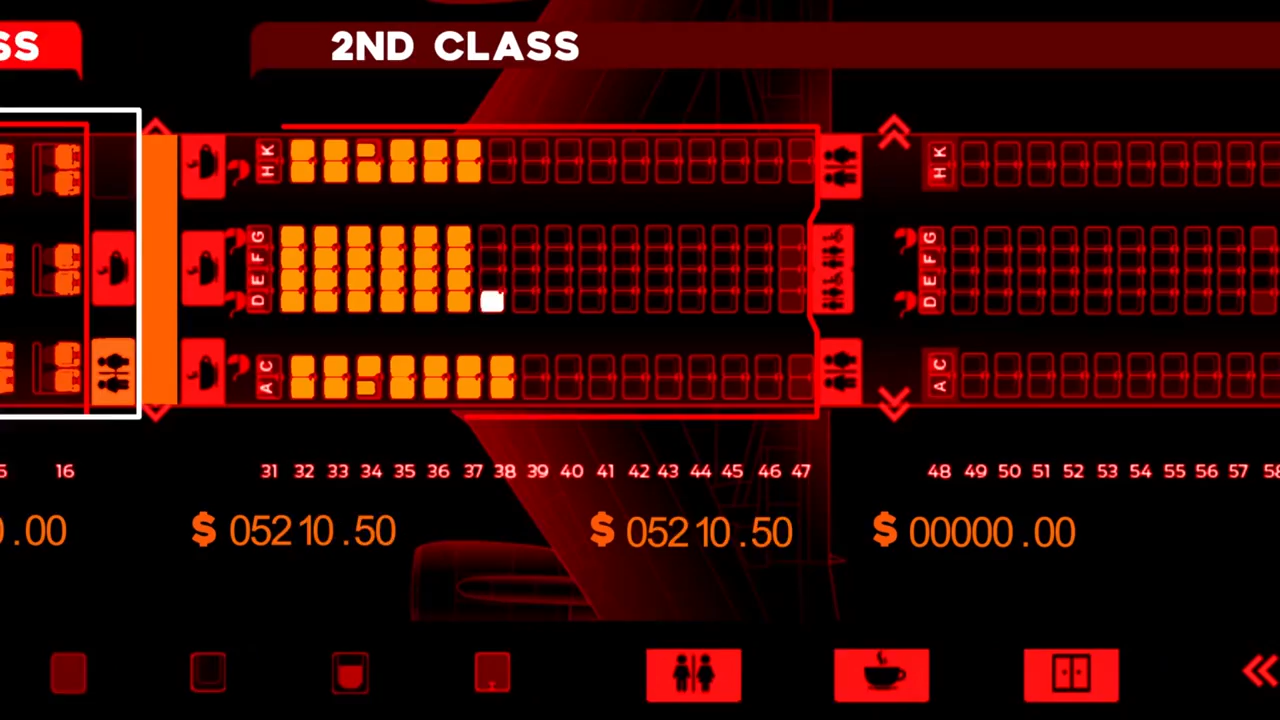 SS
2ND CLASS
H K
D E F G
A C
H K
D E F G
A C
16
31 32 33 34 35 36 37 38 39 40 41 42 43 44 45 46 47
48 49 50 51 52 53 54 55 56 57
.00
$ 05210.50
$ 05210.50
$ 00000.00